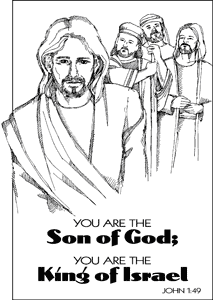 YOU ARE THE
Son of God;
YOU ARE THE
King of Israel
JOHN 1:49